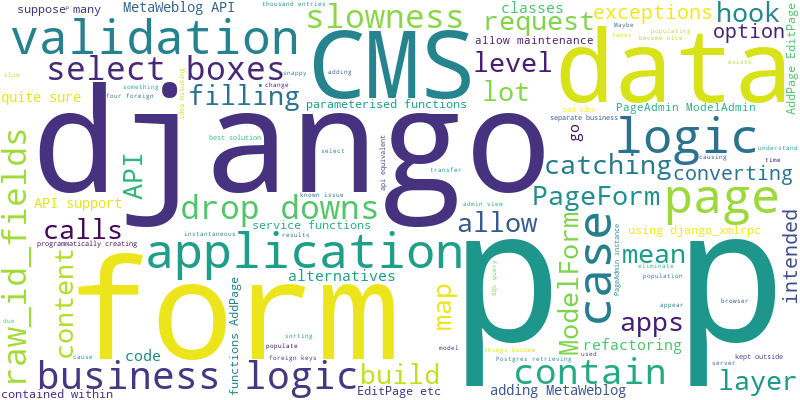 suppose
many
MetaWeblog API
thousand entries
classes
exceptions
Maybe
hook
takes
populating
become nice
option
validation
slowness
request
allow maintenance
CMS
data
exists
AddPage EditPage
select boxes
level
slow
something
four foreign
idea missing
snappy
adding
change
quite sure
filling
parameterised functions
lot
bad idea
PageAdmin ModelAdmin
separate business
django
go
logic
understand
causing
time
best solution
select
api equivalent
catching
converting
raw_id_fields
API
transfer
known issue
page
API support
drop downs
admin view
PageForm
calls
service functions
allow
case
using django_xmlrpc
programmatically creating
instantaneous
results
p
p
intended
content
application
ModelForm
mean
PageAdmin instance
eliminate
population
alternatives
SQL query
form
functions AddPage
map
appear
browser
apps
due
code
sorting
refactoring
used
server
cause
populate
model
things become
Postgres retrieving
kept outside
foreign keys
business logic
build
contain
layer
contained within
EditPage etc
adding MetaWeblog